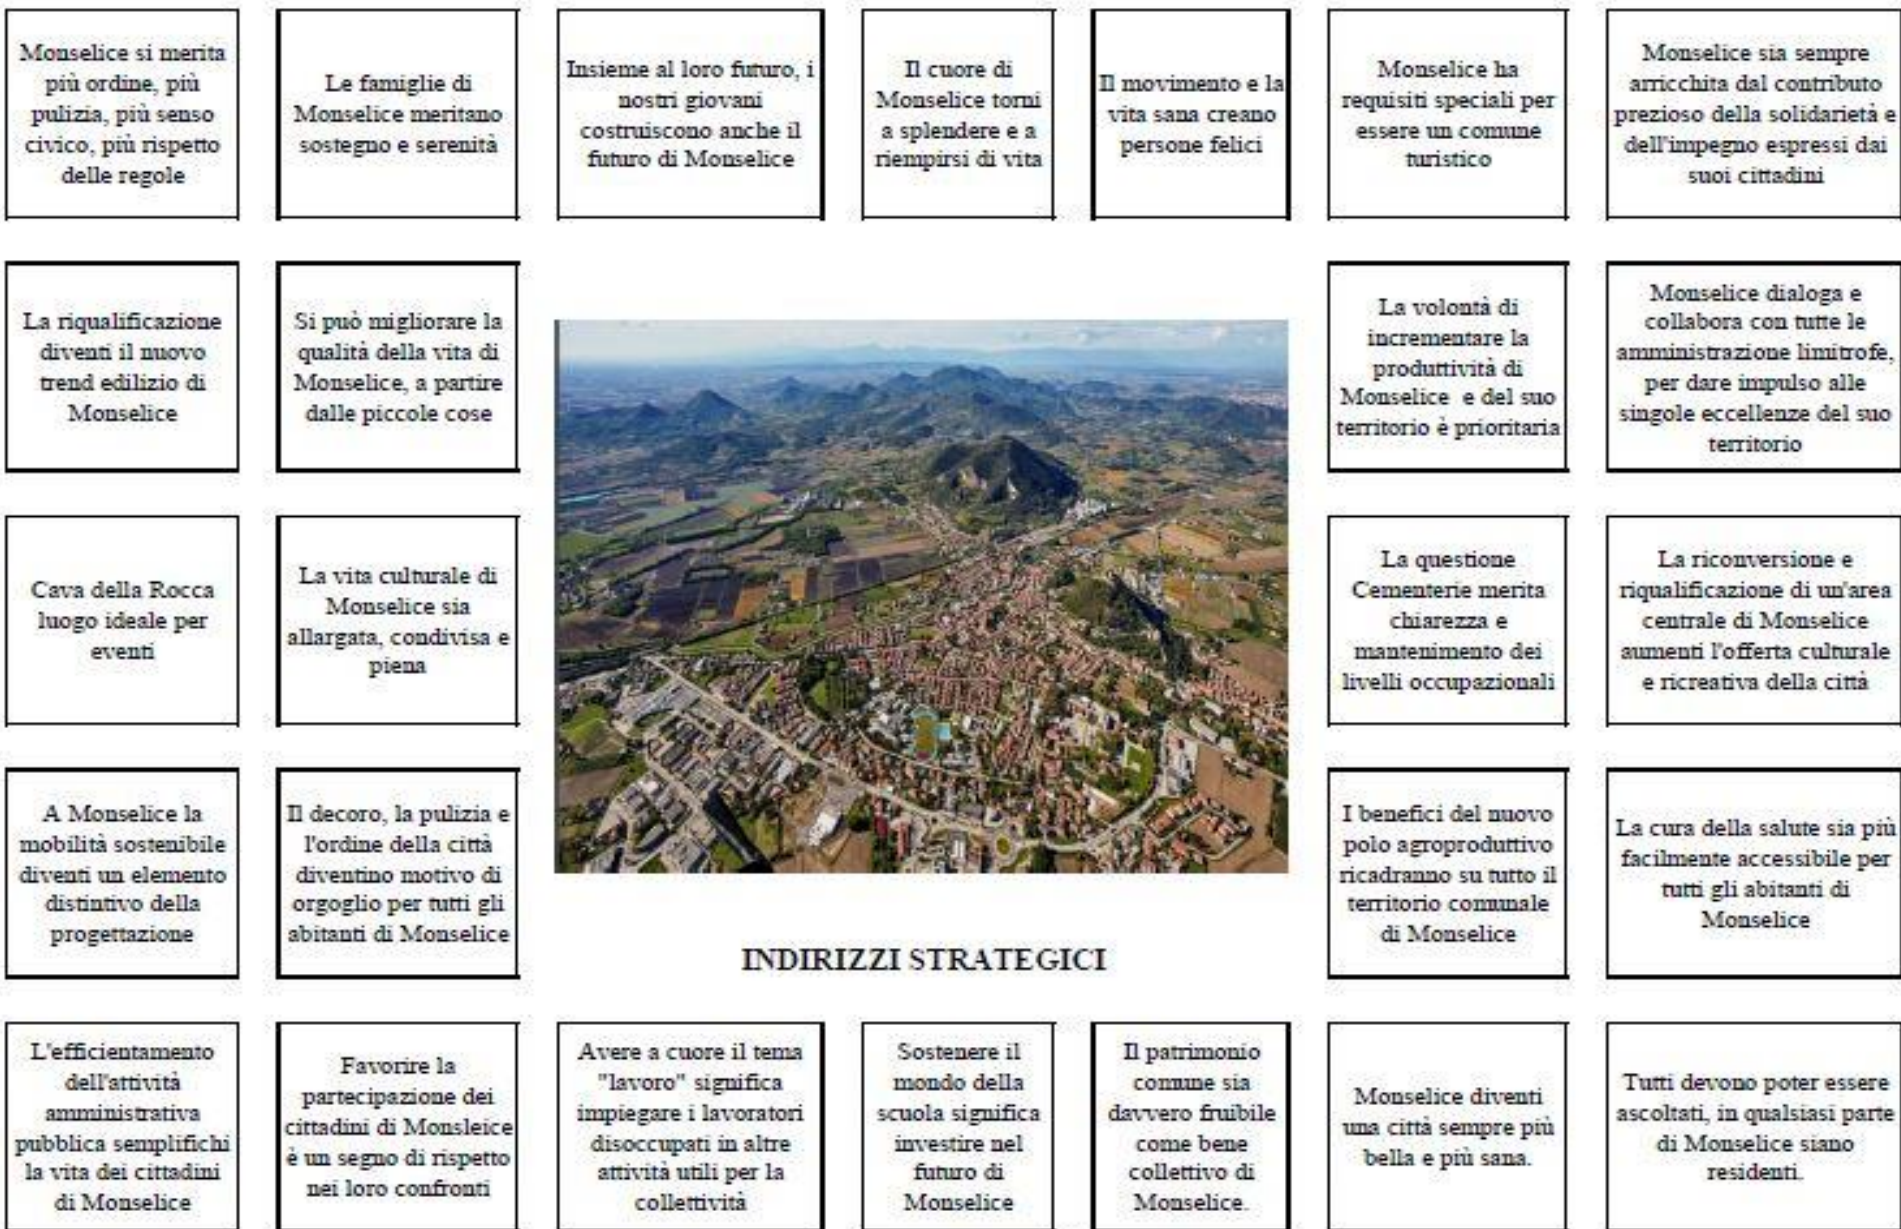 Monselice si merita
più ordine, più
pulizia, più senso
civico, più rispetto
delle regole
Le famiglie di
Monselice meritano
sostegno e serenità
Insieme al loro futuro, i
nostri giovani
costruiscono anche il
futuro di Monselice
Il cuore di
Monselice torni
a splendere e a
riempirsi di vita
Il movimento e la
vita sana creano
persone felici
Monselice ha
requisiti speciali per
essere un comune
turistico
Monselice sia sempre
arricchita dal contributo
prezioso della solidarietà e
dell'impegno espressi dai
suoi cittadini
La riqualificazione
diventi il nuovo
trend edilizio di
Monselice
Si può migliorare la
qualità della vita di
Monselice, a partire
dalle piccole cose
La volontà di
incrementare la
produttività di
Monselice e del suo
territorio è prioritaria
Monselice dialoga e
collabora con tutte le
amministrazione limitrofe,
per dare impulso alle
singole eccellenze del suo
territorio
Cava della Rocca
luogo ideale per
eventi
La vita culturale di
Monselice sia
allargata, condivisa e
piena
La questione
Cementerie merita
chiarezza e
mantenimento dei
livelli occupazionali
La riconversione e
riqualificazione di un'area
centrale di Monselice
aumenti l'offerta culturale
e ricreativa della città
A Monselice la
mobilità sostenibile
diventi un elemento
distintivo della
progettazione
Il decoro, la pulizia e
l'ordine della città
diventino motivo di
orgoglio per tutti gli
abitanti di Monselice
I benefici del nuovo
polo agroproduttivo
ricadranno su tutto il
territorio comunale
di Monselice
La cura della salute sia più
facilmente accessibile per
tutti gli abitanti di
Monselice
INDIRIZZI STRATEGICI
L'efficientamento
dell'attività
amministrativa
pubblica semplifichi
la vita dei cittadini
di Monselice
Favorire la
partecipazione dei
cittadini di Monsleice
è un segno di rispetto
nei loro confronti
Avere a cuore il tema
"lavoro" significa
impiegare i lavoratori
disoccupati in altre
attività utili per la
collettività
Sostenere il
mondo della
scuola significa
investire nel
futuro di
Monselice
Il patrimonio
comune sia
davvero fruibile
come bene
collettivo di
Monselice.
Monselice diventi
una città sempre più
bella e più sana.
Tutti devono poter essere
ascoltati, in qualsiasi parte
di Monselice siano
residenti.